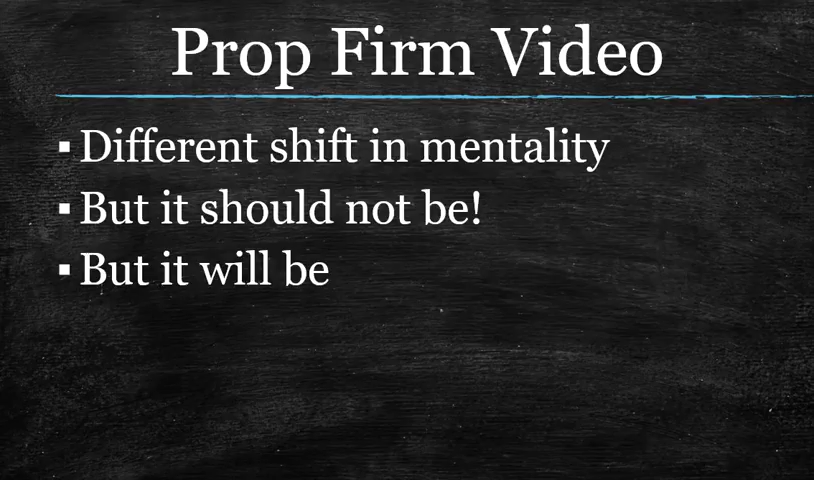 Prop Firm Video
▪ Different shift in mentality
▪ But it should not be!
▪ But it will be